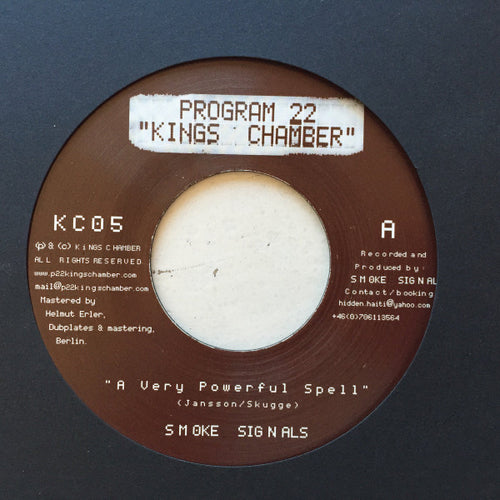 PROGRAM 22
"KINGS CHAMBER"
KC05
A
(p) & (c) KINGS CHAMBER
ALL RIGHTS RESERVED
www.p22kingschamber.com
mail@p22kingschamber.com
Mastered by
Helmut Erler,
Dubplates & mastering,
Berlin.
Recorded and
Produced by:
SMOKE SIGNAL
Contact/booking
hidden.haiti@yahoo.com
+46(0)706113564
"A Very Powerful Spell"
(Jansson/Skugge)
SMOKE SIGNALS